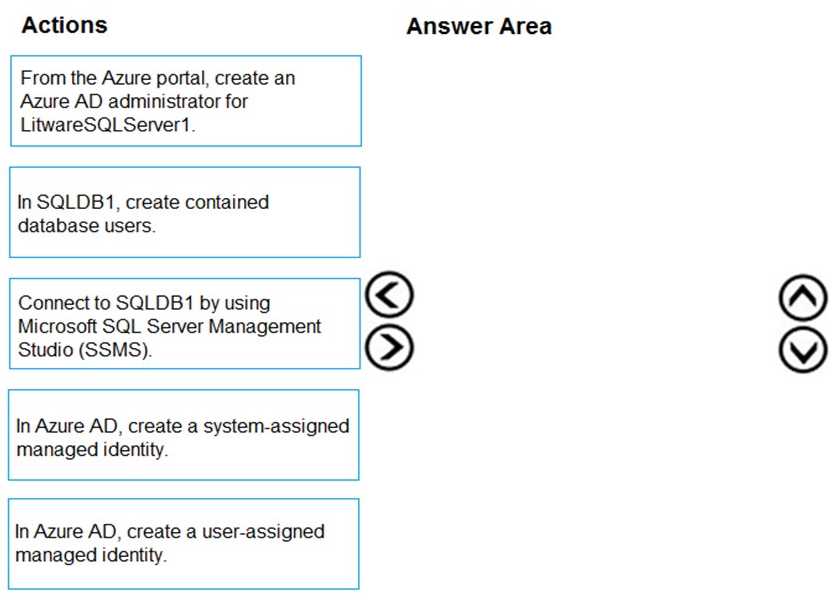 Actions
Answer Area
From the Azure portal, create an
Azure AD administrator for
LitwareSQLServer1.
In SQLDB1, create contained
database users.
Connect to SQLDB1 by using
Microsoft SQL Server Management
Studio (SSMS).
In Azure AD, create a system-assigned
managed identity.
In Azure AD, create a user-assigned
managed identity.